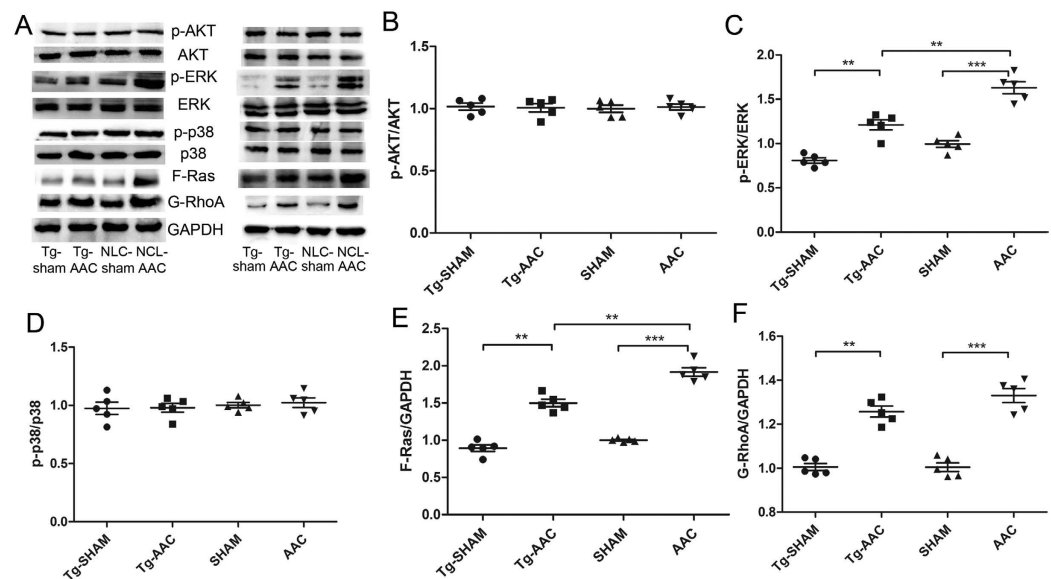 A
p-AKT
AKT
p-ERK
ERK
p-p38
p38
F-Ras
G-RhoA
GAPDH
Tg- Tg- NLC- NCL-
sham AAC sham AAC
Tg- Tg- NLC- NCL-
sham AAC sham AAC
B
p-AKT/AKT
1.5
1.0
0.5
0.0
Tg-SHAM
Tg-AAC
SHAM
AAC
C
p-ERK/ERK
2.0
1.5
1.0
0.5
0.0
** ** ***
Tg-SHAM
Tg-AAC
SHAM
AAC
D
p-p38/p38
1.5
1.0
0.5
0.0
Tg-SHAM
Tg-AAC
SHAM
AAC
E
F-Ras/GAPDH
2.5
2.0
1.5
1.0
0.5
0.0
** ** ***
Tg-SHAM
Tg-AAC
SHAM
AAC
F
G-RhoA/GAPDH
1.6
1.4
1.2
1.0
0.8
** ***
Tg-SHAM
Tg-AAC
SHAM
AAC